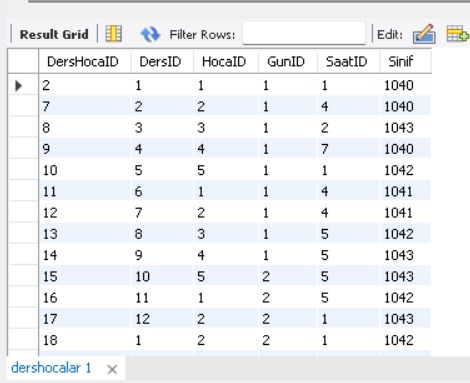 Result Grid Filter Rows: Edit:
DersHocaID DersID HocaID GunID SaatID Sinif
2 1 1 1 1 1040
7 2 2 1 4 1040
8 3 3 1 2 1043
9 4 4 1 7 1040
10 5 5 1 1 1042
11 6 1 1 4 1041
12 7 2 1 4 1041
13 8 3 1 5 1042
14 9 4 1 5 1043
15 10 5 2 5 1043
16 11 1 2 5 1042
17 12 2 2 1 1043
18 1 2 2 1 1042
dershocalar 1